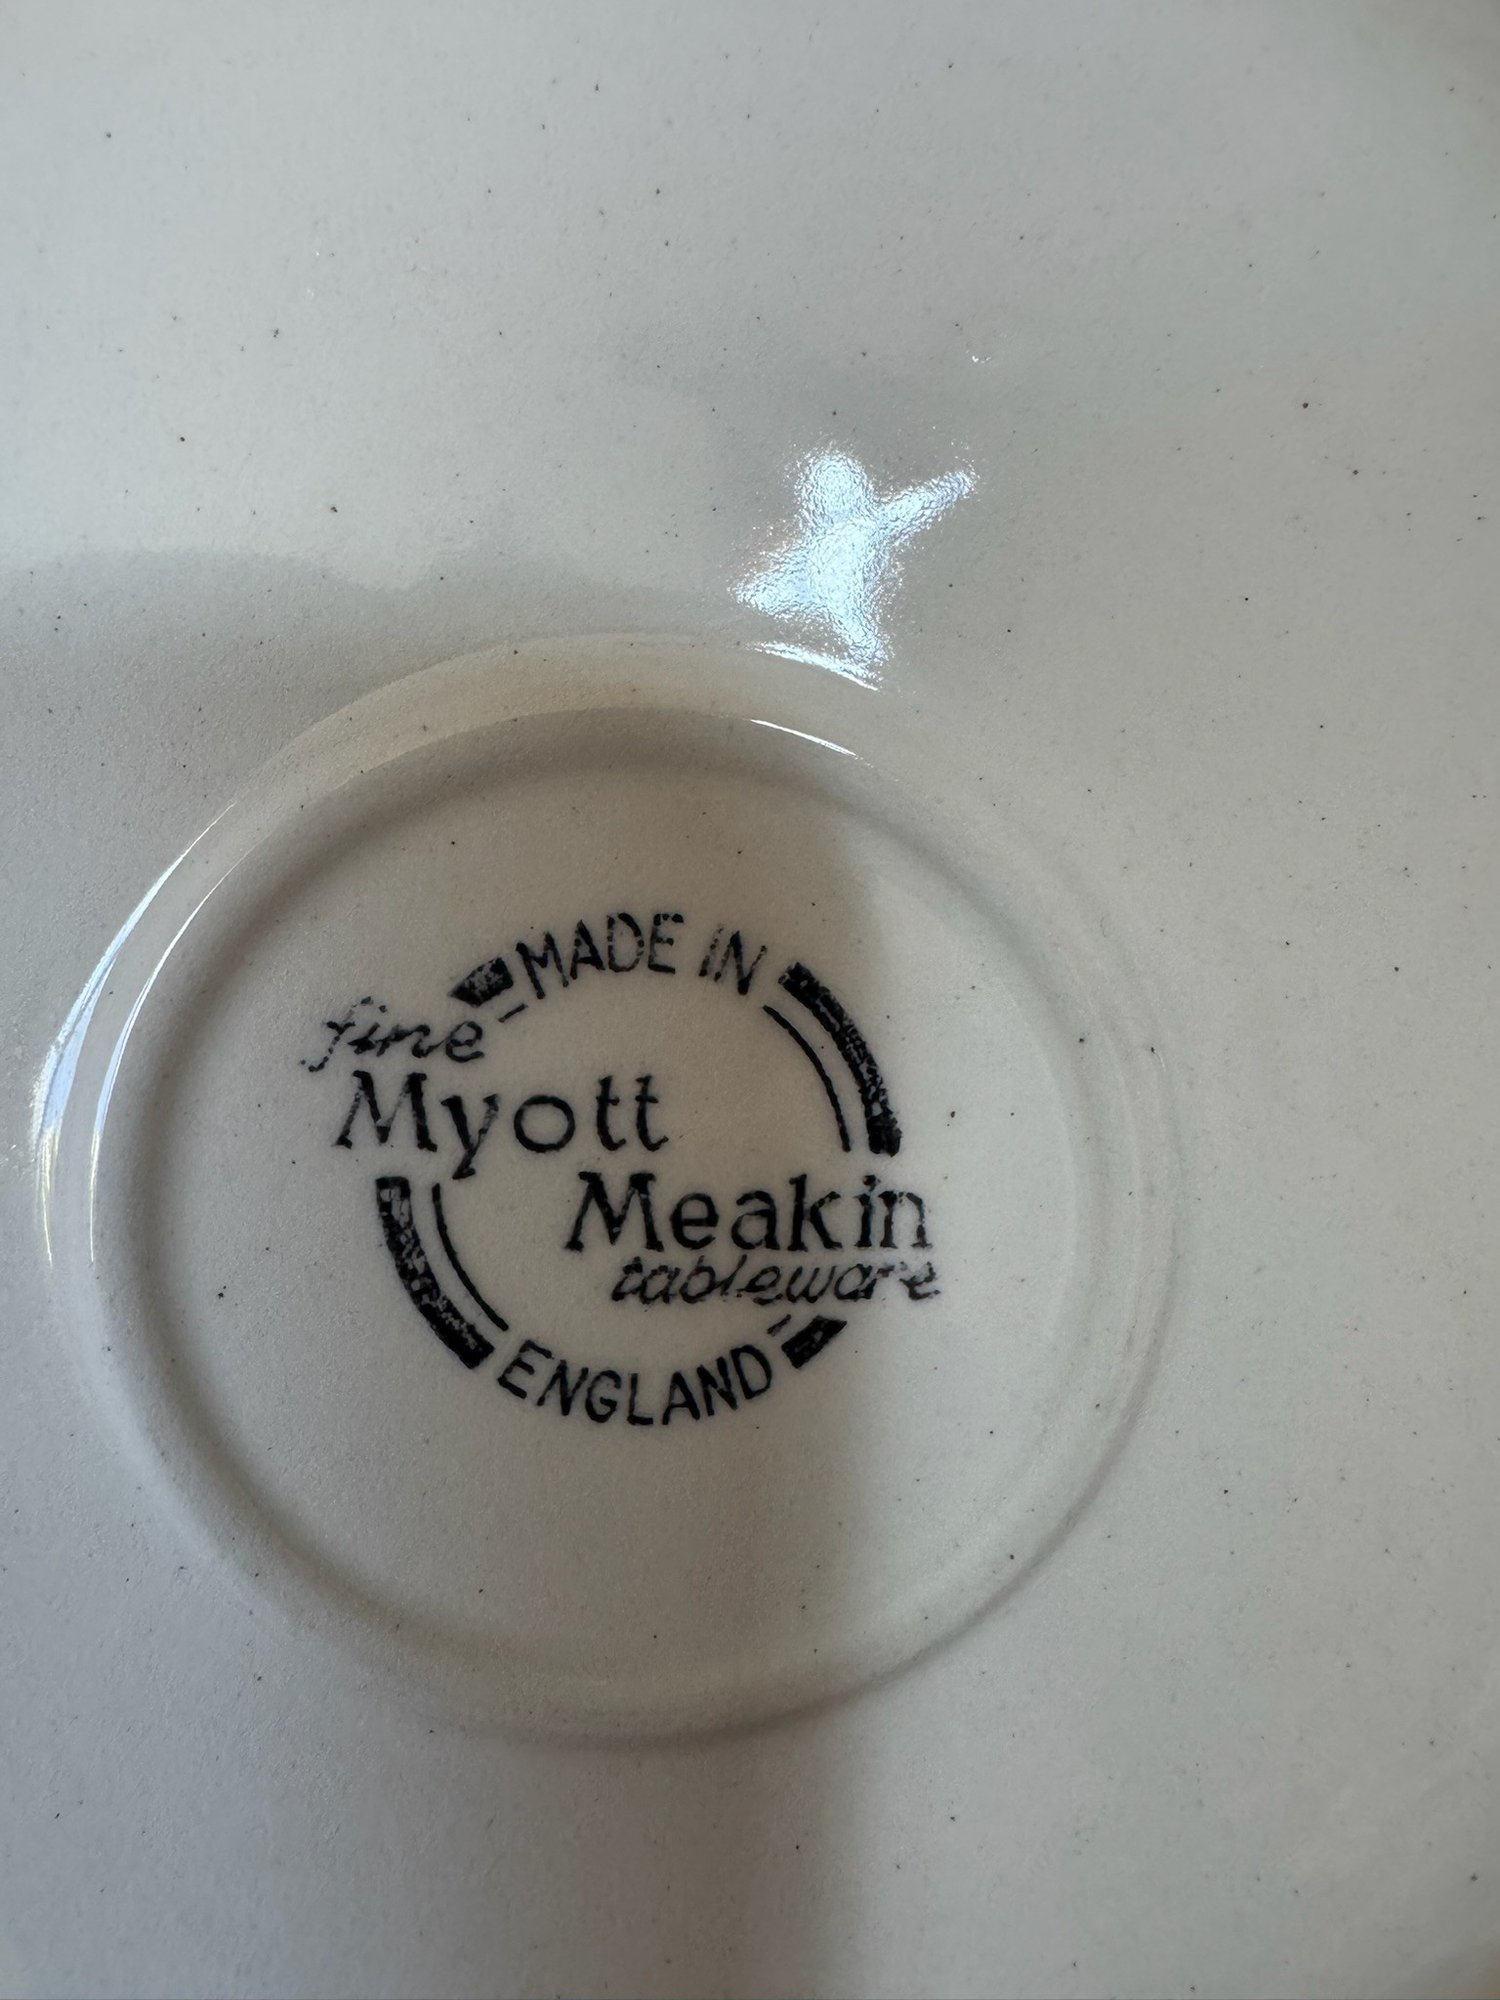 MADE IN
fine
Myott
Meakin
tableware
ENGLAND